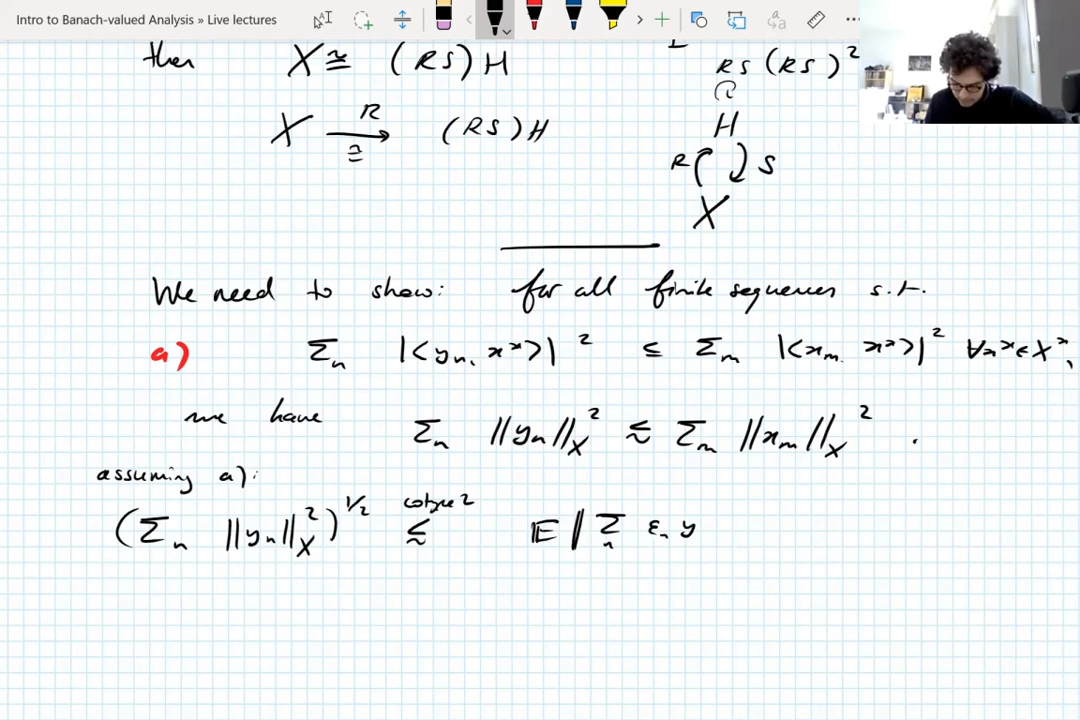 Intro to Banach-valued Analysis » Live lectures
then X ≅ (RS)H
RS (RS)²
X —R→ ≅ (RS)H
H
R S
X
We need to show: for all finite sequences s.t.
a) Σn |<yn, x*>|² ≤ Σm |<xm, x*>|² ∀x* ∈ X*,
we have Σn ||yn||X² ≲ Σm ||xm||X² .
assuming a):
(Σn ||yn||X²)^1/2 ≲ cotype 2 𝔼 || Σn εn y